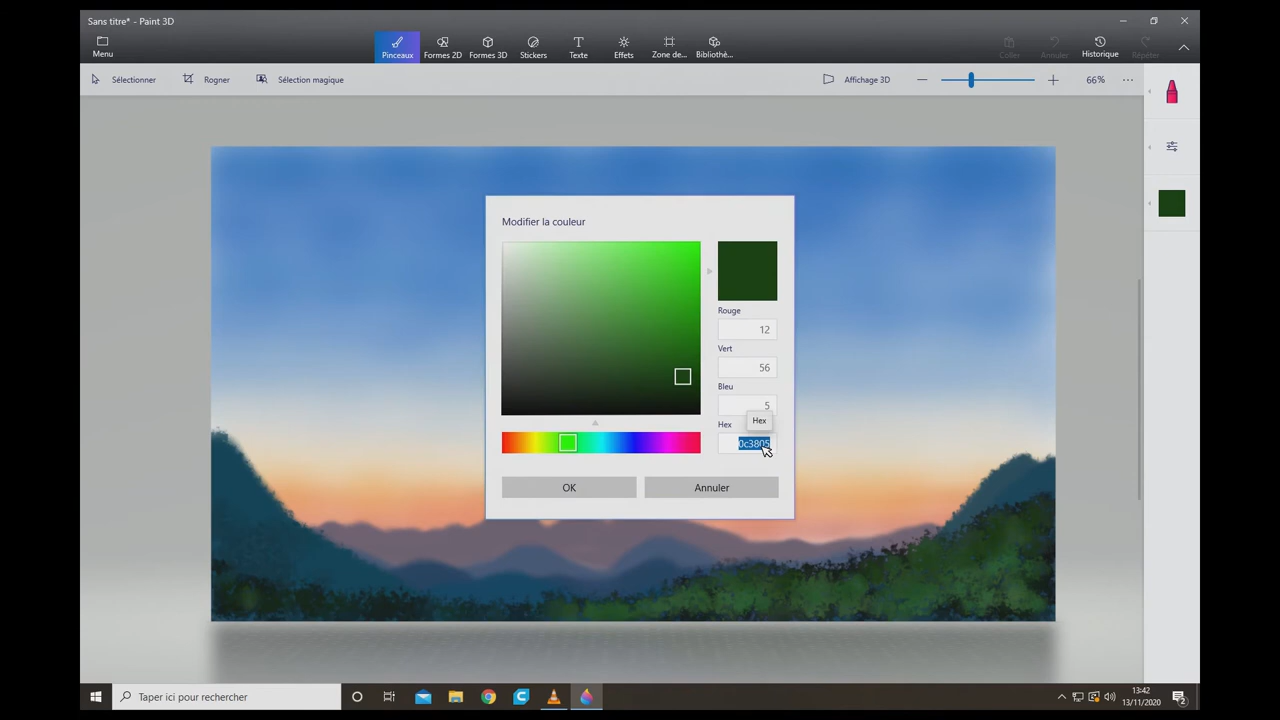 Sans titre* - Paint 3D
Menu
Pinceaux
Formes 2D
Formes 3D
Stickers
Texte
Effets
Zone de...
Bibliothè...
Coller
Annuler
Historique
Répéter
Sélectionner
Rogner
Sélection magique
Affichage 3D
66%
Modifier la couleur
Rouge
12
Vert
56
Bleu
5
Hex
Hex
0c3805
OK
Annuler
Taper ici pour rechercher
13:42
13/11/2020
2